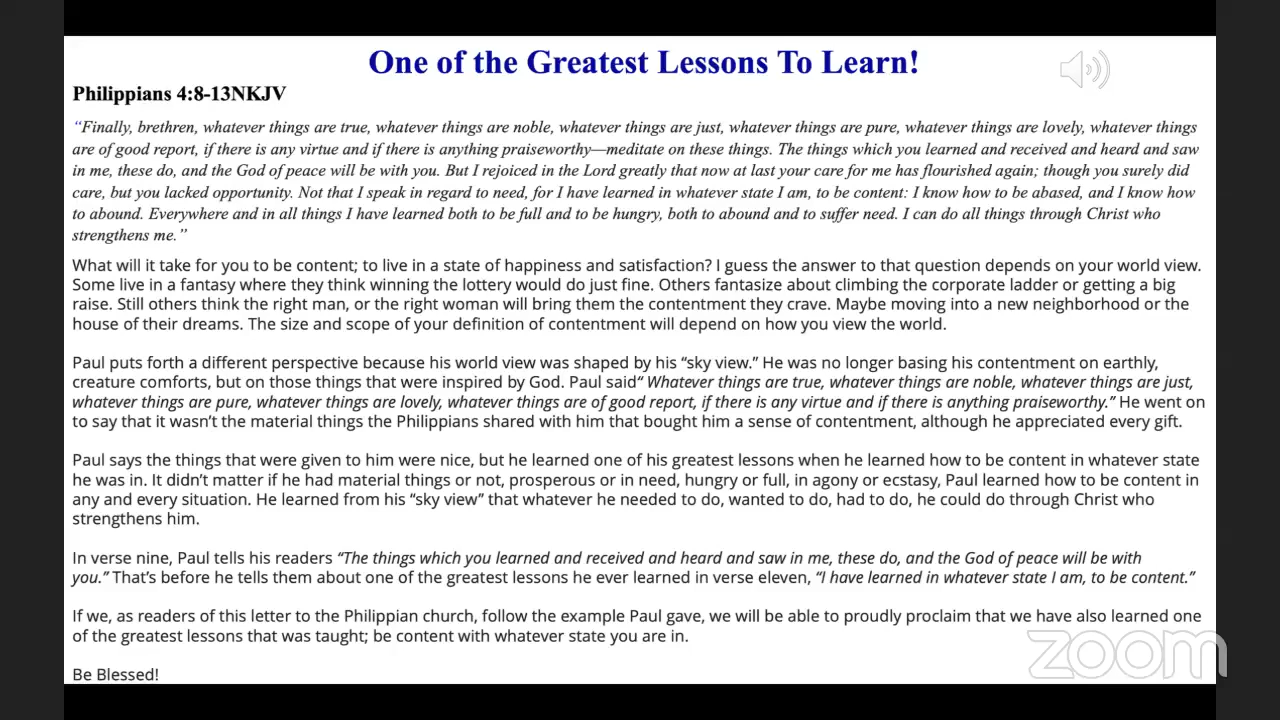 One of the Greatest Lessons To Learn!
Philippians 4:8-13NKJV
“Finally, brethren, whatever things are true, whatever things are noble, whatever things are just, whatever things are pure, whatever things are lovely, whatever things
are of good report, if there is any virtue and if there is anything praiseworthy—meditate on these things. The things which you learned and received and heard and saw
in me, these do, and the God of peace will be with you. But I rejoiced in the Lord greatly that now at last your care for me has flourished again; though you surely did
care, but you lacked opportunity. Not that I speak in regard to need, for I have learned in whatever state I am, to be content: I know how to be abased, and I know how
to abound. Everywhere and in all things I have learned both to be full and to be hungry, both to abound and to suffer need. I can do all things through Christ who
strengthens me.”
What will it take for you to be content; to live in a state of happiness and satisfaction? I guess the answer to that question depends on your world view.
Some live in a fantasy where they think winning the lottery would do just fine. Others fantasize about climbing the corporate ladder or getting a big
raise. Still others think the right man, or the right woman will bring them the contentment they crave. Maybe moving into a new neighborhood or the
house of their dreams. The size and scope of your definition of contentment will depend on how you view the world.
Paul puts forth a different perspective because his world view was shaped by his “sky view.” He was no longer basing his contentment on earthly,
creature comforts, but on those things that were inspired by God. Paul said“ Whatever things are true, whatever things are noble, whatever things are just,
whatever things are pure, whatever things are lovely, whatever things are of good report, if there is any virtue and if there is anything praiseworthy.” He went on
to say that it wasn’t the material things the Philippians shared with him that bought him a sense of contentment, although he appreciated every gift.
Paul says the things that were given to him were nice, but he learned one of his greatest lessons when he learned how to be content in whatever state
he was in. It didn’t matter if he had material things or not, prosperous or in need, hungry or full, in agony or ecstasy, Paul learned how to be content in
any and every situation. He learned from his “sky view” that whatever he needed to do, wanted to do, had to do, he could do through Christ who
strengthens him.
In verse nine, Paul tells his readers “The things which you learned and received and heard and saw in me, these do, and the God of peace will be with
you.” That’s before he tells them about one of the greatest lessons he ever learned in verse eleven, “I have learned in whatever state I am, to be content.”
If we, as readers of this letter to the Philippian church, follow the example Paul gave, we will be able to proudly proclaim that we have also learned one
of the greatest lessons that was taught; be content with whatever state you are in.
Be Blessed!
zoom